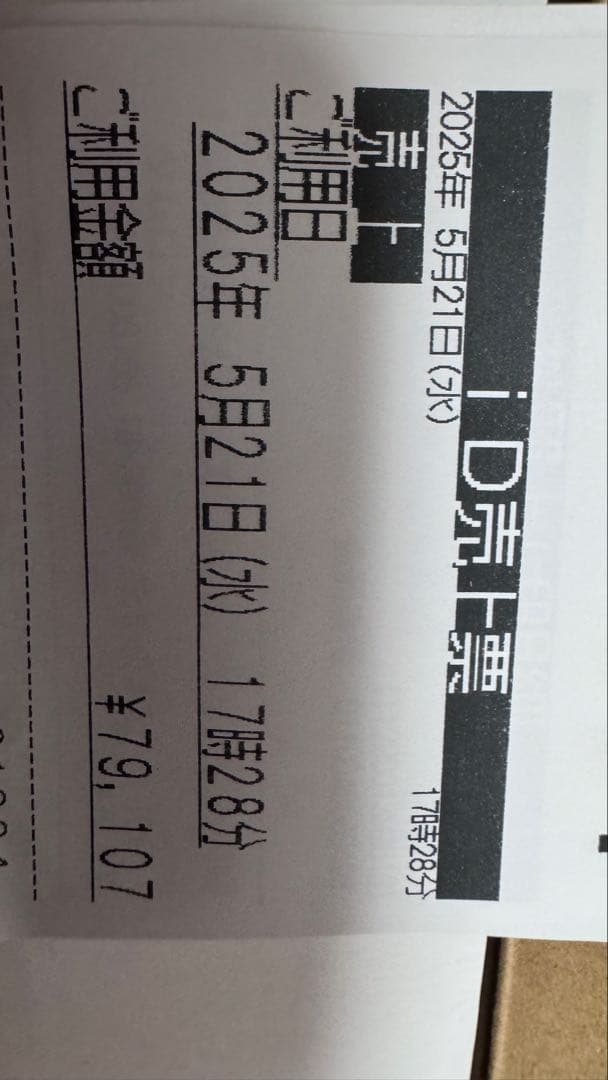 iD売上票
2025年 5月21日(水) 17時28分
売上
ご利用日
2025年 5月21日(水) 17時28分
ご利用金額
¥79,107